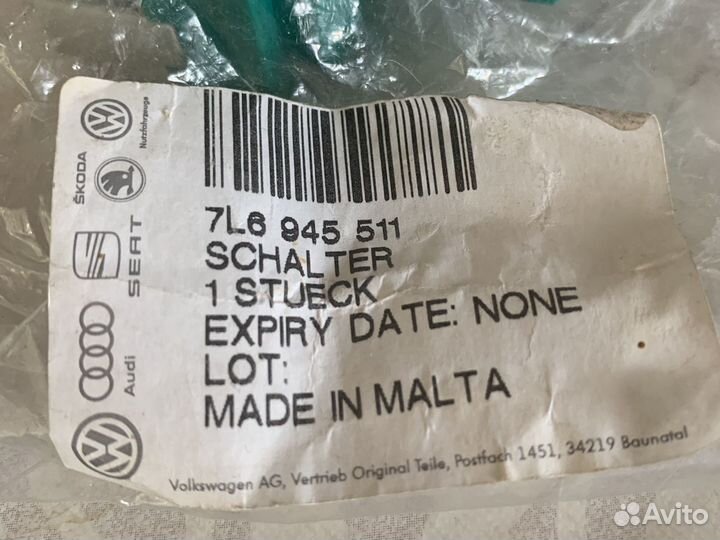 Nutzfahrzeuge
ŠKODA
SEAT
Audi
7L6 945 511
SCHALTER
1 STUECK
EXPIRY DATE: NONE
LOT:
MADE IN MALTA
Volkswagen AG, Vertrieb Original Teile, Postfach 1451, 34219 Baunatal
Avito